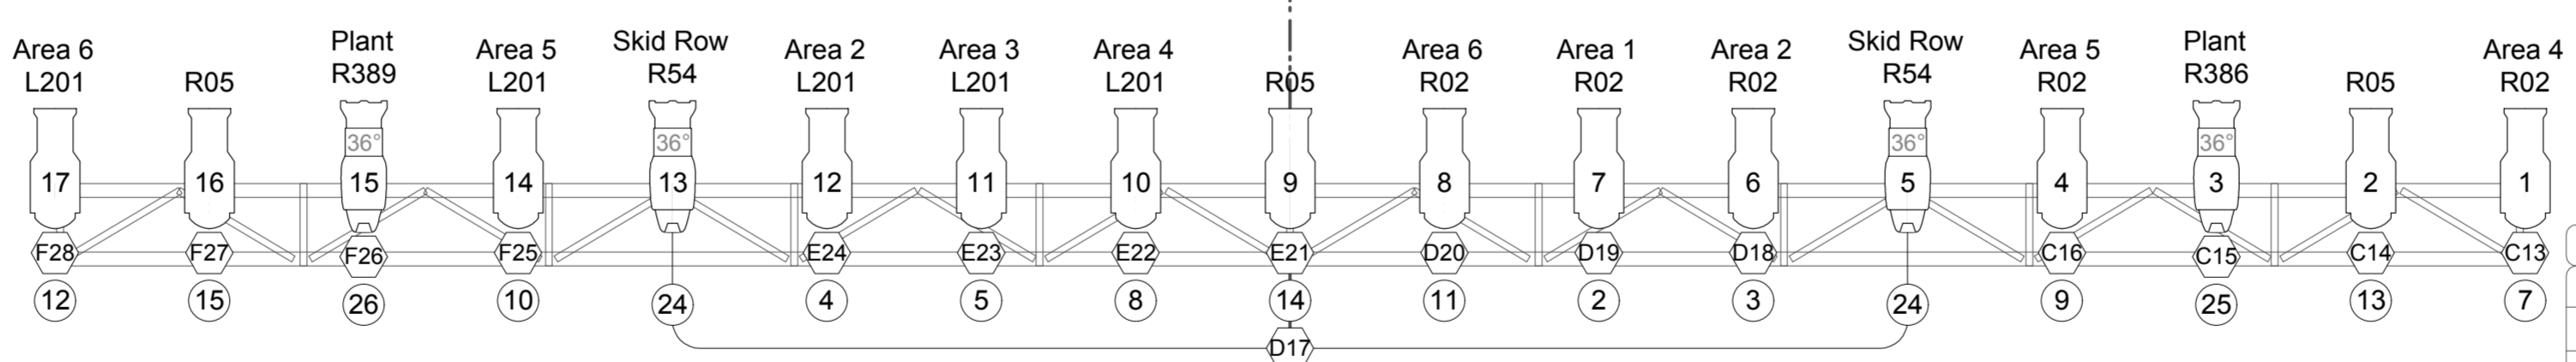 Plant Skid Row Skid Row Plant
Area 6 Area 5 Area 2 Area 3 Area 4 Area 6 Area 1 Area 2 Area 5 Area 4
R389 R54 R54 R386
L201 R05 L201 L201 L201 L201 R05 R02 R02 R02 R02 R05 R02
36° 36° 36° 36°
17 16 15 14 13 12 11 10 9 8 7 6 5 4 3 2 1
F28 F27 F26 F25 E24 E23 E22 E21 D20 D19 D18 C16 C15 C14 C13
12 15 26 10 24 4 5 8 14 11 2 3 24 9 25 13 7
D17